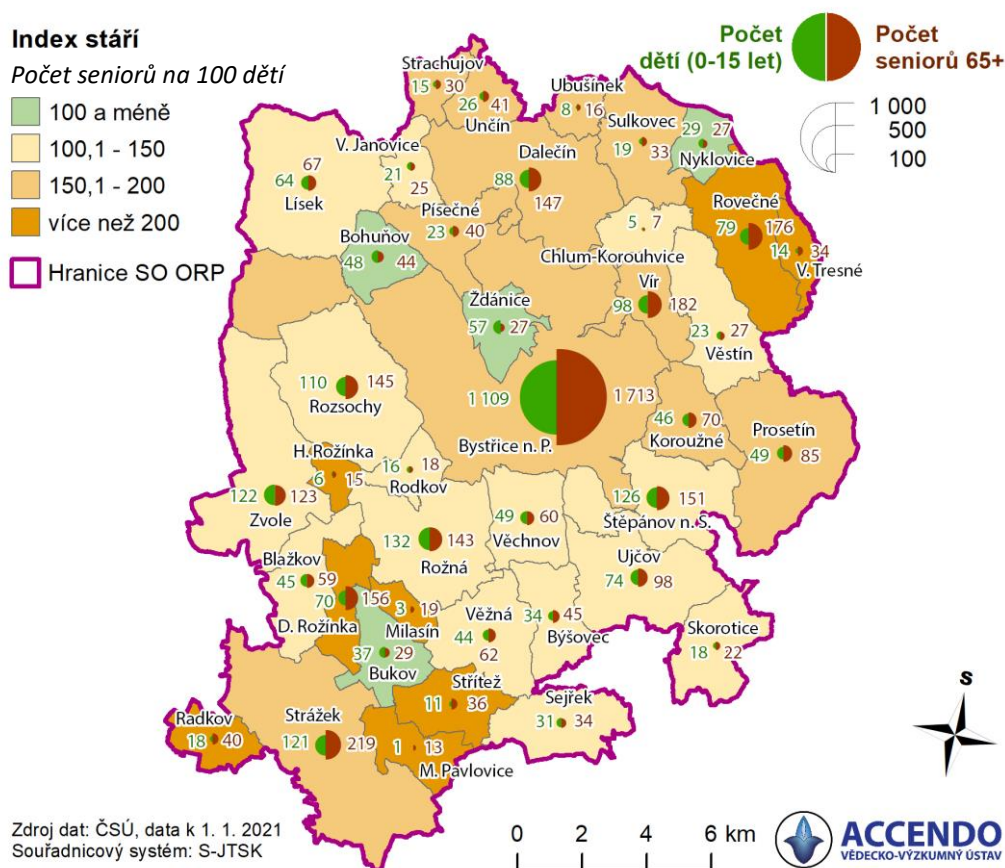 Index stáří
Počet seniorů na 100 dětí
100 a méně
100,1 - 150
150,1 - 200
více než 200
Hranice SO ORP
Počet
dětí (0-15 let)
Počet
seniorů 65+
1 000
500
100
Strachujov
15 30
26 41
Unčín
Ubušínek
8 16
Sulkovec
19 33
29 27
Nyklovice
V. Janovice
21
25
67
64
Lísek
Dalečín
88
147
Písečné
23 40
Bohuňov
48 44
5 7
Chlum-Korouhvice
Rovečné
79 176
14 34
V. Tresné
Vír
98 182
Ždánice
57 27
23 27
Věstín
110 145
Rozsochy
1 109 1 713
Bystřice n. P.
46 70
Koroužné
Prosetín
49 85
H. Rožínka
6 15
16 18
Rodkov
122 123
Zvole
126 151
Štěpánov n. S.
49 60
Věchnov
132 143
Rožná
Blažkov
45 59
70 156
D. Rožínka
3 19
Milasín
37 29
Bukov
Ujčov
74 98
Věžná
44
62
34 45
Býšovec
Skorotice
18 22
Střítež
11 36
Sejřek
31 34
Radkov
18 40
Strážek
121 219
1 13
M. Pavlovice
S
Zdroj dat: ČSÚ, data k 1. 1. 2021
Souřadnicový systém: S-JTSK
0 2 4 6 km
ACCENDO
VĚDECKO-VÝZKUMNÝ ÚSTAV